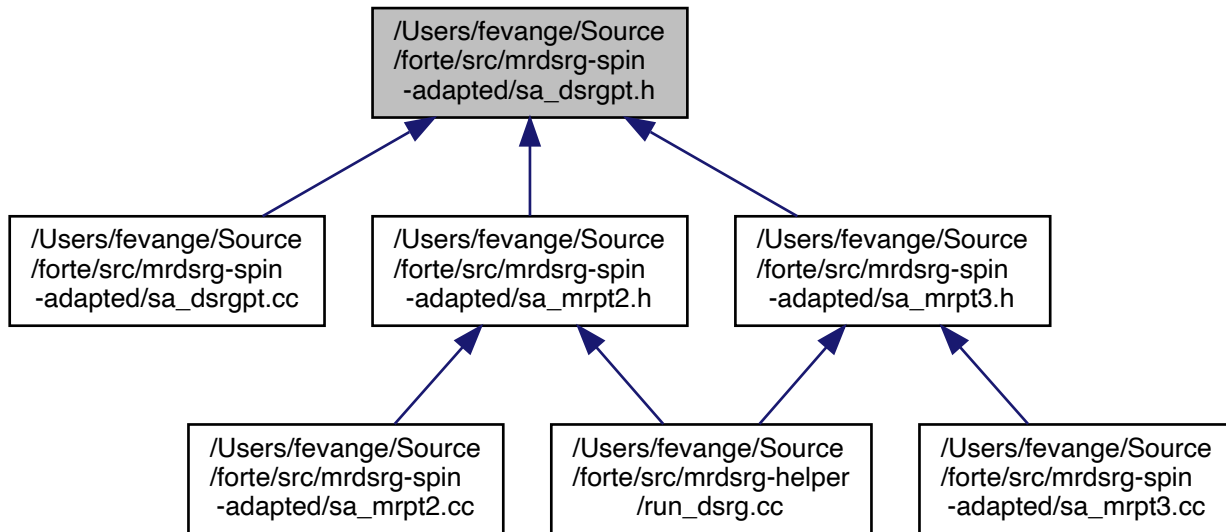 /Users/fevange/Source
/forte/src/mrdsrg-spin
-adapted/sa_dsrgpt.h
/Users/fevange/Source
/forte/src/mrdsrg-spin
-adapted/sa_dsrgpt.cc
/Users/fevange/Source
/forte/src/mrdsrg-spin
-adapted/sa_mrpt2.h
/Users/fevange/Source
/forte/src/mrdsrg-spin
-adapted/sa_mrpt3.h
/Users/fevange/Source
/forte/src/mrdsrg-spin
-adapted/sa_mrpt2.cc
/Users/fevange/Source
/forte/src/mrdsrg-helper
/run_dsrg.cc
/Users/fevange/Source
/forte/src/mrdsrg-spin
-adapted/sa_mrpt3.cc